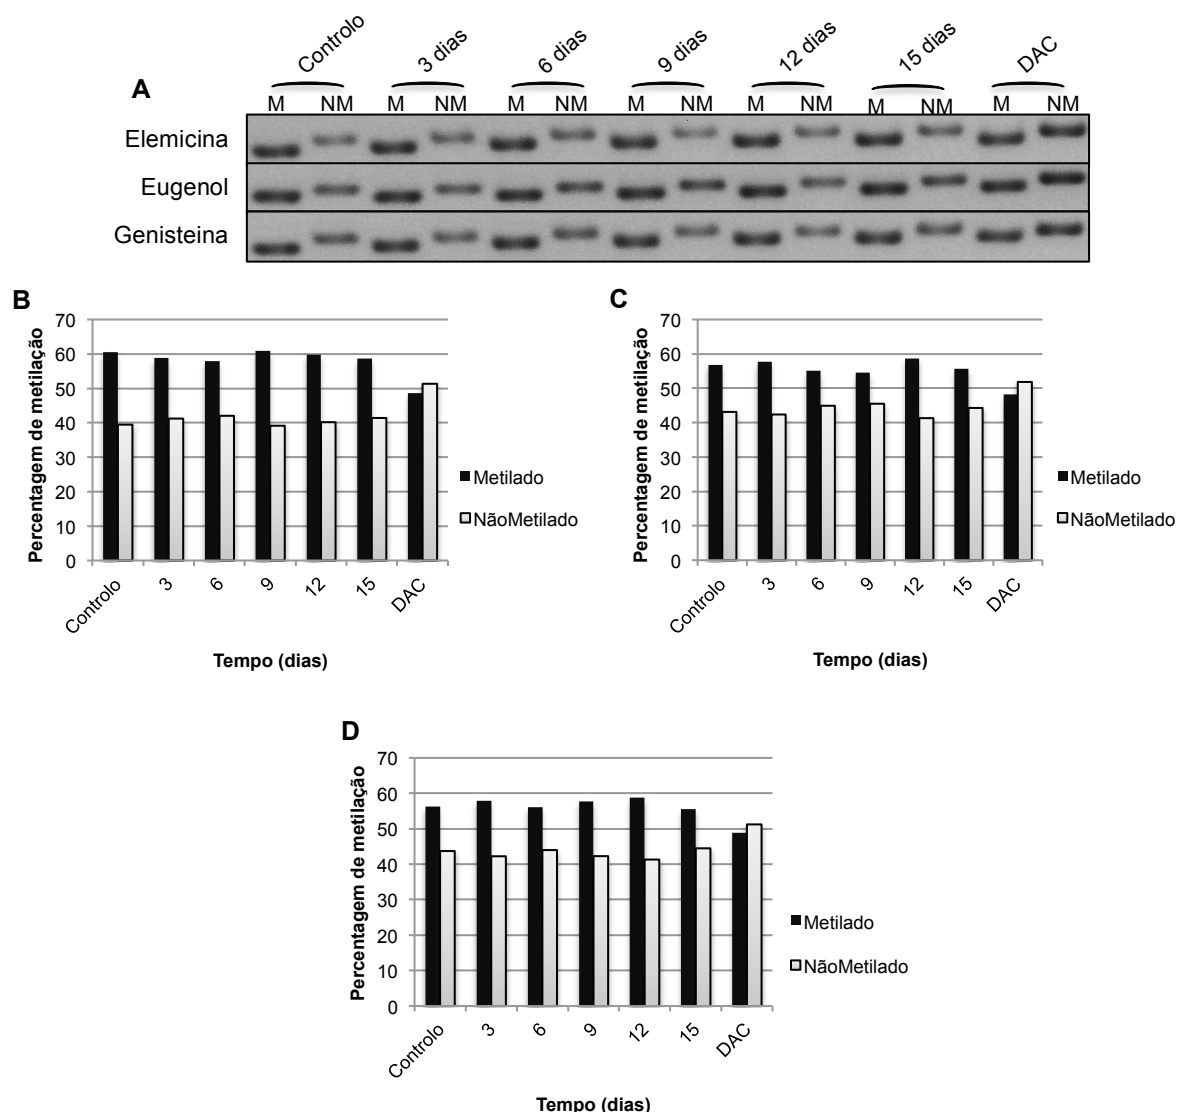 Controlo 3 dias 6 dias 9 dias 12 dias 15 dias DAC
A
M NM M NM M NM M NM M NM M NM M NM
Elemicina
Eugenol
Genisteina
B
Percentagem de metilação
70
60
50
40
30
20
10
0
Controlo 3 6 9 12 15 DAC
Tempo (dias)
Metilado
NãoMetilado
C
Percentagem de metilação
70
60
50
40
30
20
10
0
Controlo 3 6 9 12 15 DAC
Tempo (dias)
Metilado
NãoMetilado
D
Percentagem de metilação
70
60
50
40
30
20
10
0
Controlo 3 6 9 12 15 DAC
Tempo (dias)
Metilado
NãoMetilado